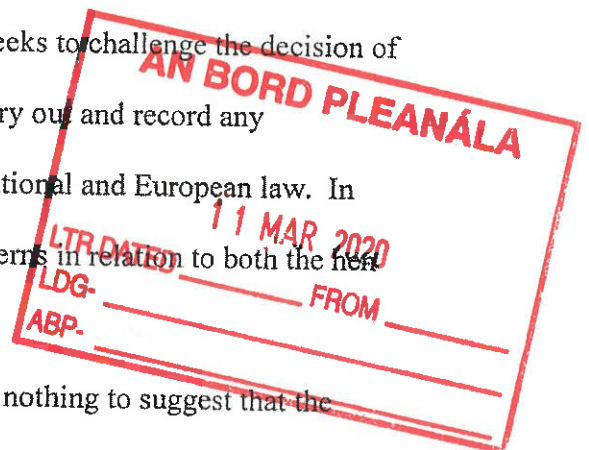 eeks to challenge the decision of
AN BORD PLEANÁLA
ry out and record any
tional and European law. In
11 MAR 2020
erns in relation to both the hen
LTR DATED FROM
LDG-
ABP-
nothing to suggest that the